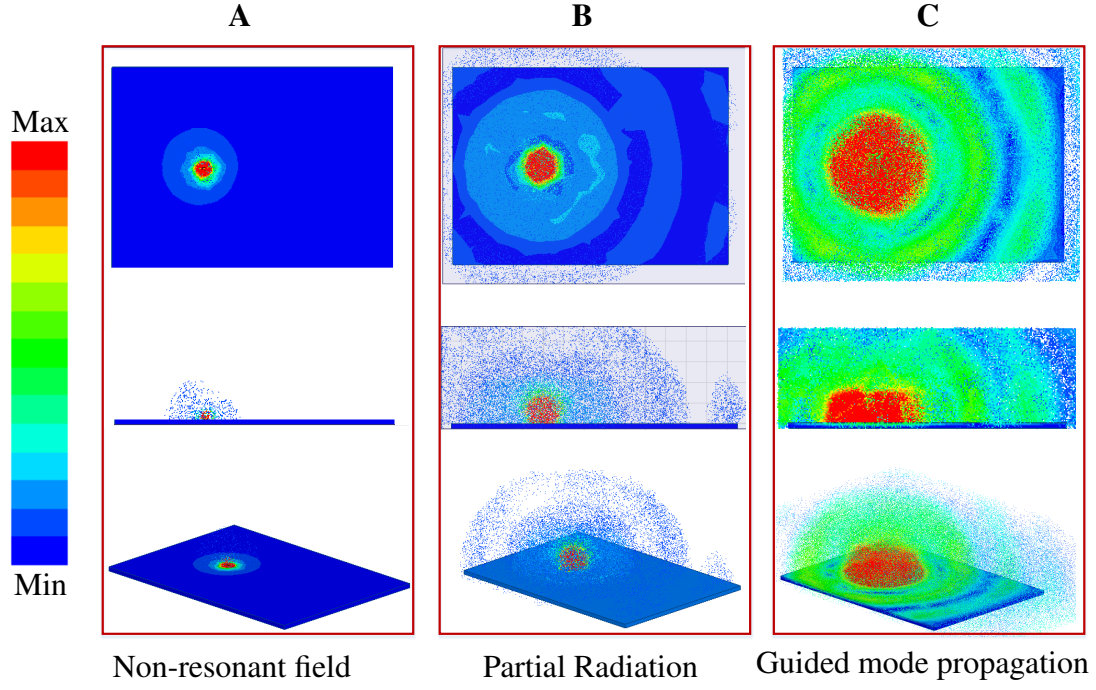 A
B
C
Max
Min
Non-resonant field
Partial Radiation
Guided mode propagation